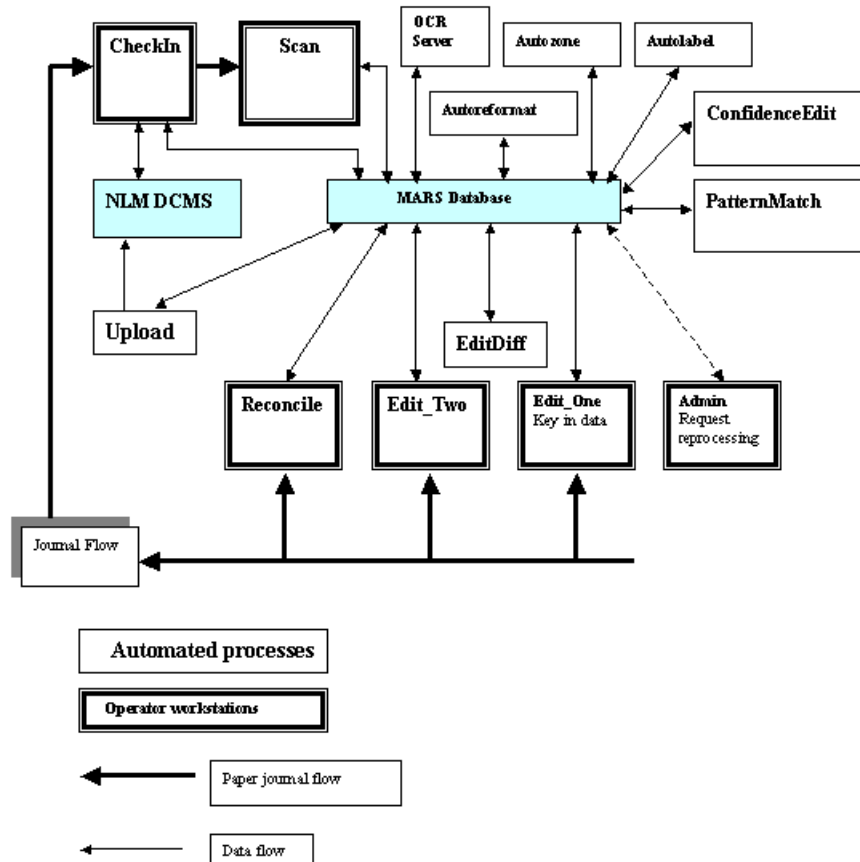 OCR
Server
CheckIn
Scan
Autozone
Autolabel
Autoreformat
ConfidenceEdit
NLM DCMS
MARS Database
PatternMatch
Upload
EditDiff
Reconcile
Edit_Two
Edit_One
Key in data
Admin
Request
reprocessing
Journal Flow
Automated processes
Operator workstations
Paper journal flow
Data flow